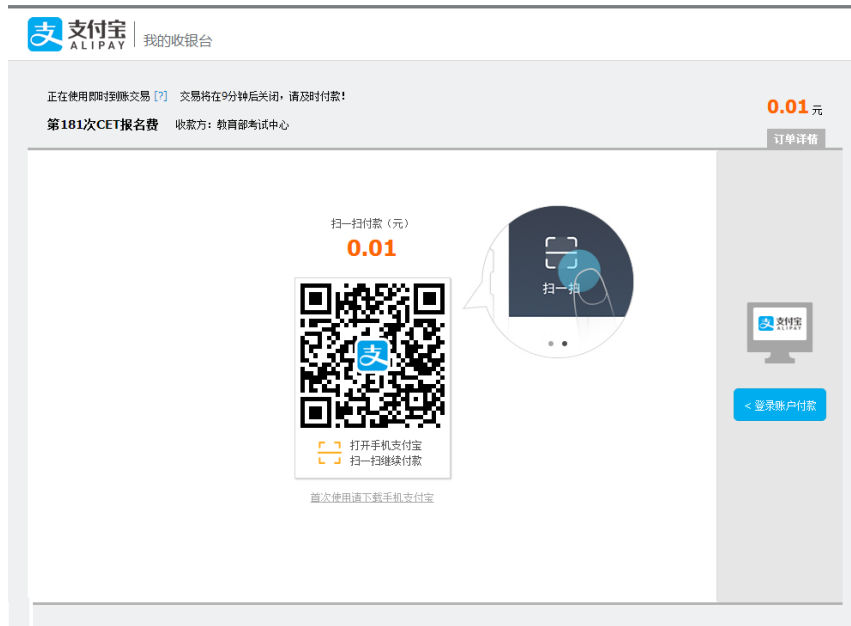 支付宝
ALIPAY
我的收银台
正在使用即时到账交易 [?] 交易将在9分钟后关闭，请及时付款！
0.01 元
第181次CET报名费 收款方：教育部考试中心
订单详情
扫一扫付款（元）
0.01
扫一扫
支付宝
ALIPAY
< 登录账户付款
打开手机支付宝
扫一扫继续付款
首次使用请下载手机支付宝